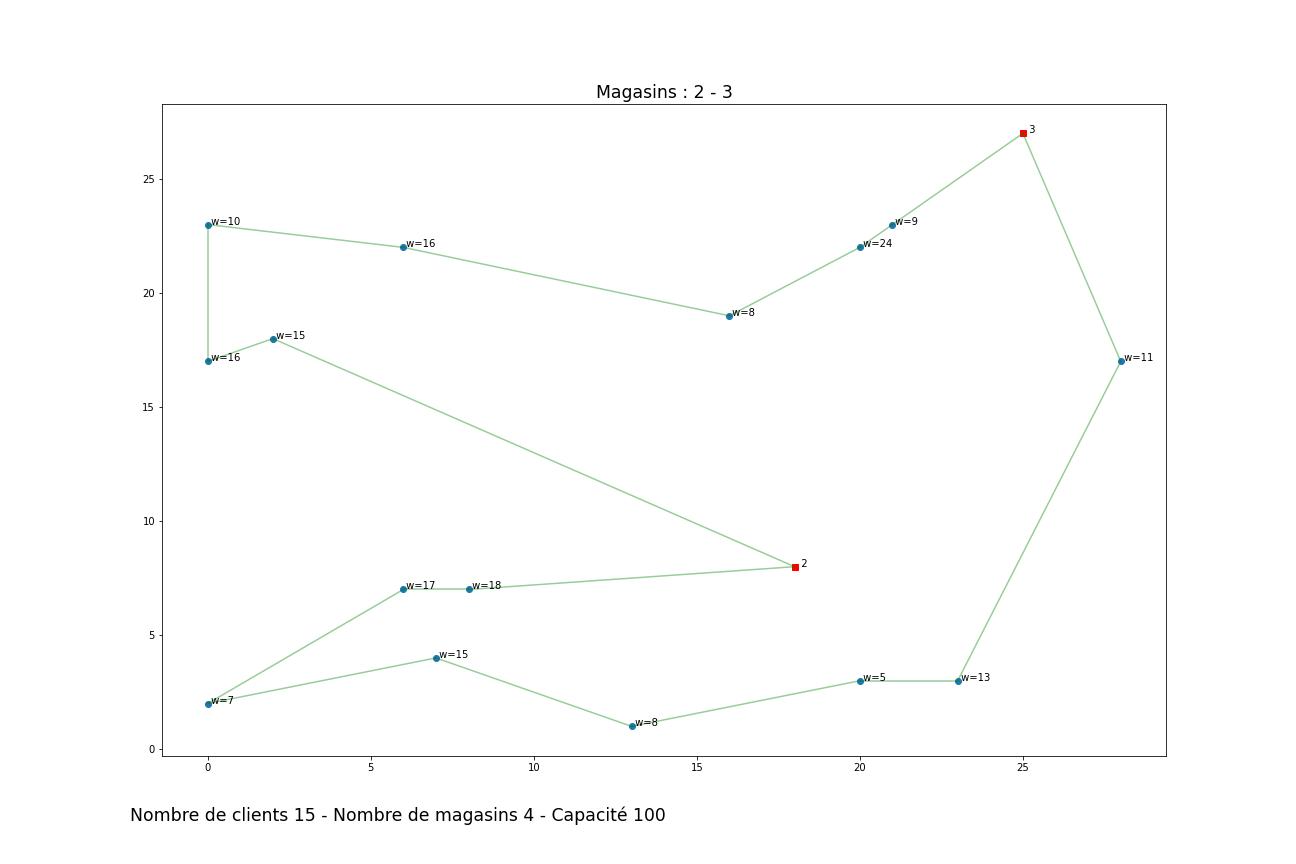 Magasins : 2 - 3
3
25
w=10
w=9
w=16
w=24
20
w=8
w=15
w=16
w=11
15
10
2
w=17
w=18
5
w=15
w=5
w=13
w=7
w=8
0
0
5
10
15
20
25
Nombre de clients 15 - Nombre de magasins 4 - Capacité 100